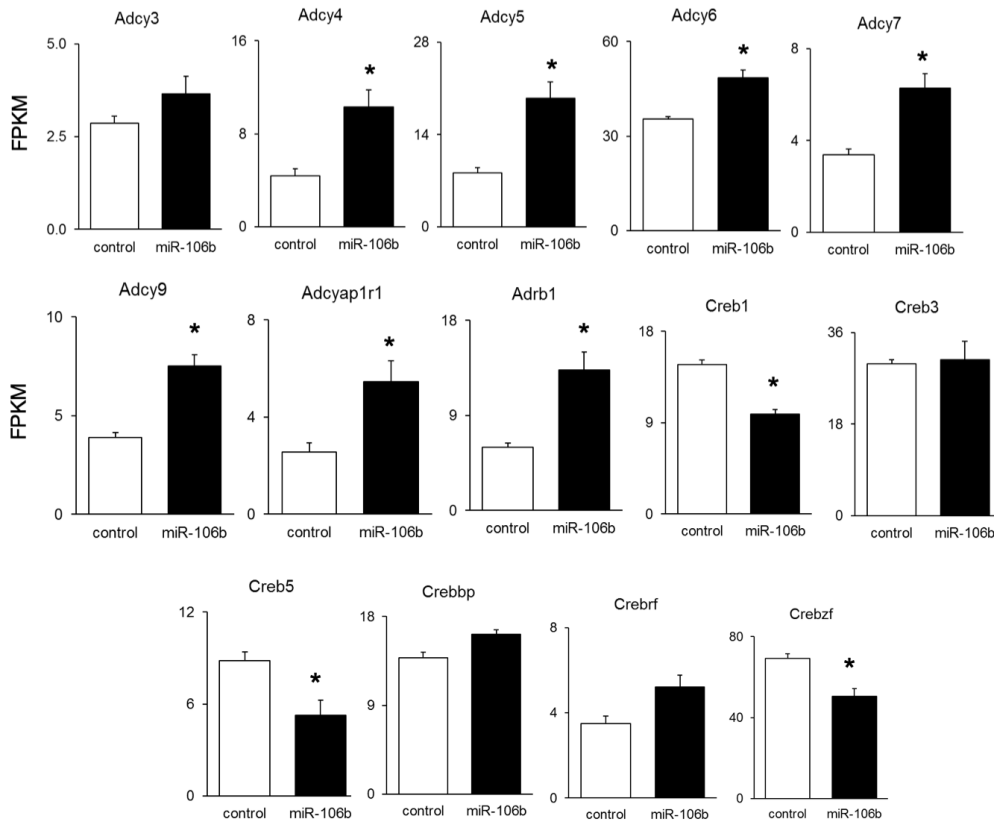 Adcy3 Adcy4 Adcy5 Adcy6 Adcy7
FPKM
5.0
2.5
0.0
control miR-106b
16
8
0
*
control miR-106b
28
14
0
*
control miR-106b
60
30
0
*
control miR-106b
8
4
0
*
control miR-106b
Adcy9 Adcyap1r1 Adrb1 Creb1 Creb3
FPKM
10
5
0
*
control miR-106b
8
4
0
*
control miR-106b
18
9
0
*
control miR-106b
18
9
0
*
control miR-106b
36
18
0
control miR-106b
Creb5 Crebbp Crebrf Crebzf
12
6
0
*
control miR-106b
18
9
0
control miR-106b
8
4
0
control miR-106b
80
40
0
*
control miR-106b